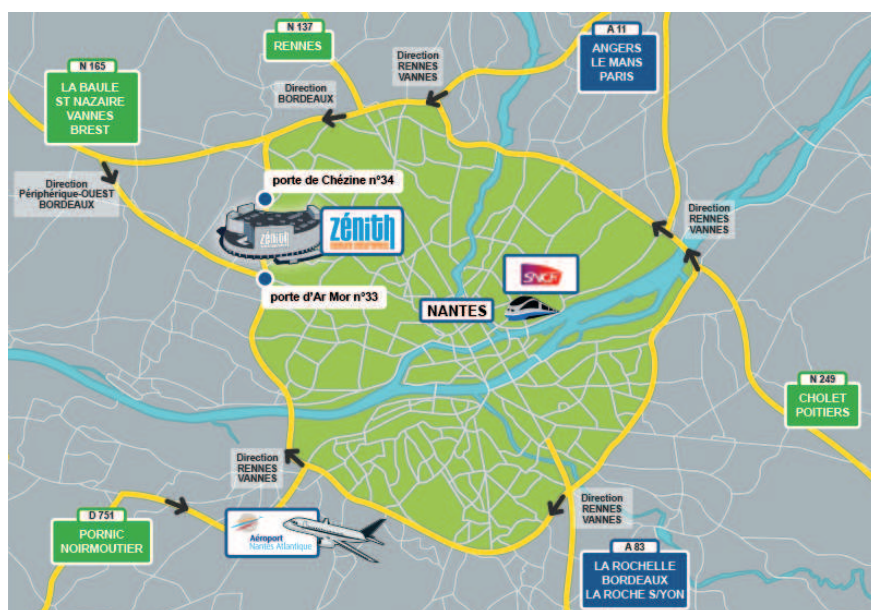 N 137
RENNES
A 11
ANGERS
LE MANS
PARIS
N 165
LA BAULE
ST NAZAIRE
VANNES
BREST
Direction
RENNES
VANNES
Direction
BORDEAUX
Direction
Périphérique-OUEST
BORDEAUX
porte de Chézine n°34
zénith
zénith
porte d'Ar Mor n°33
Direction
RENNES
VANNES
SNCF
NANTES
N 249
CHOLET
POITIERS
Direction
RENNES
VANNES
D 751
PORNIC
NOIRMOUTIER
Aéroport
Nantes Atlantique
Direction
RENNES
VANNES
A 83
LA ROCHELLE
BORDEAUX
LA ROCHE S/YON